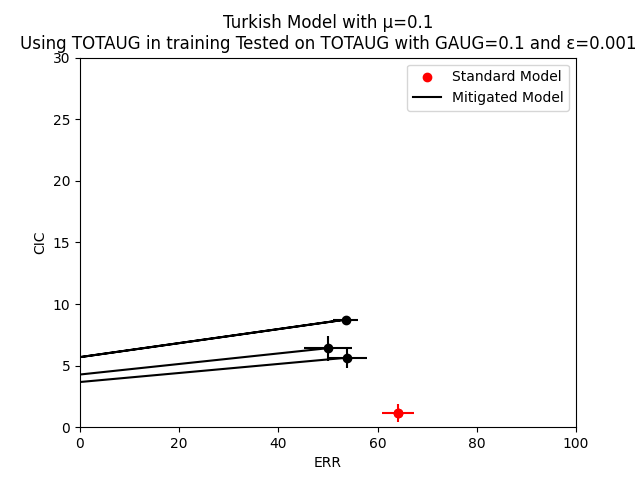 Turkish Model with μ=0.1
Using TOTAUG in training Tested on TOTAUG with GAUG=0.1 and ε=0.001
30
25
20
15
10
5
0
CIC
Standard Model
Mitigated Model
0 20 40 60 80 100
ERR